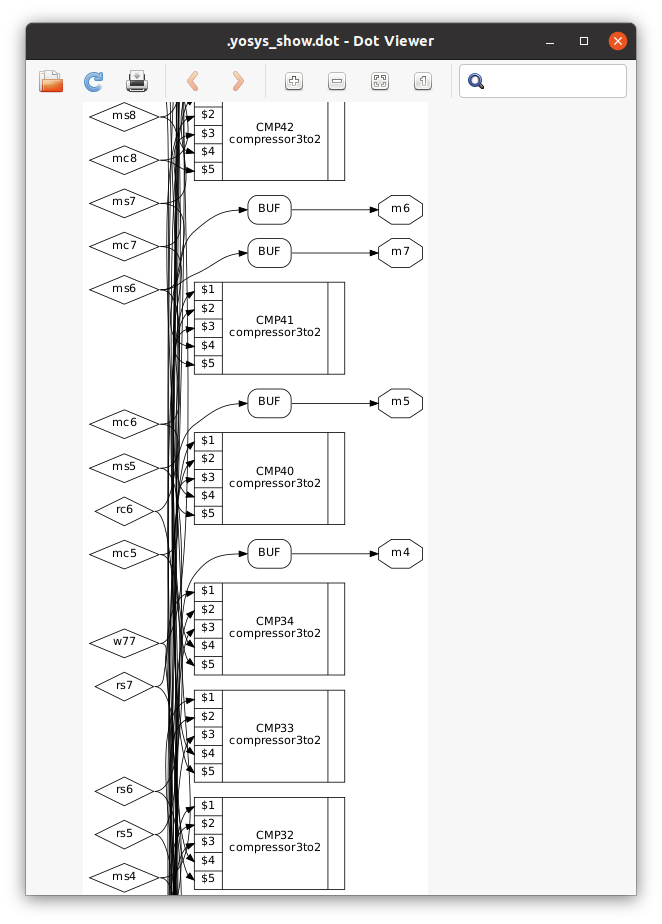 .yosys_show.dot - Dot Viewer
ms8
$2
$3
$4
$5
CMP42
compressor3to2
mc8
ms7
BUF
m6
mc7
BUF
m7
ms6
$1
$2
$3
$4
$5
CMP41
compressor3to2
BUF
m5
mc6
ms5
rc6
mc5
$1
$2
$3
$4
$5
CMP40
compressor3to2
BUF
m4
$1
$2
$3
$4
$5
CMP34
compressor3to2
w77
rs7
$1
$2
$3
$4
$5
CMP33
compressor3to2
rs6
rs5
ms4
$1
$2
$3
$4
$5
CMP32
compressor3to2